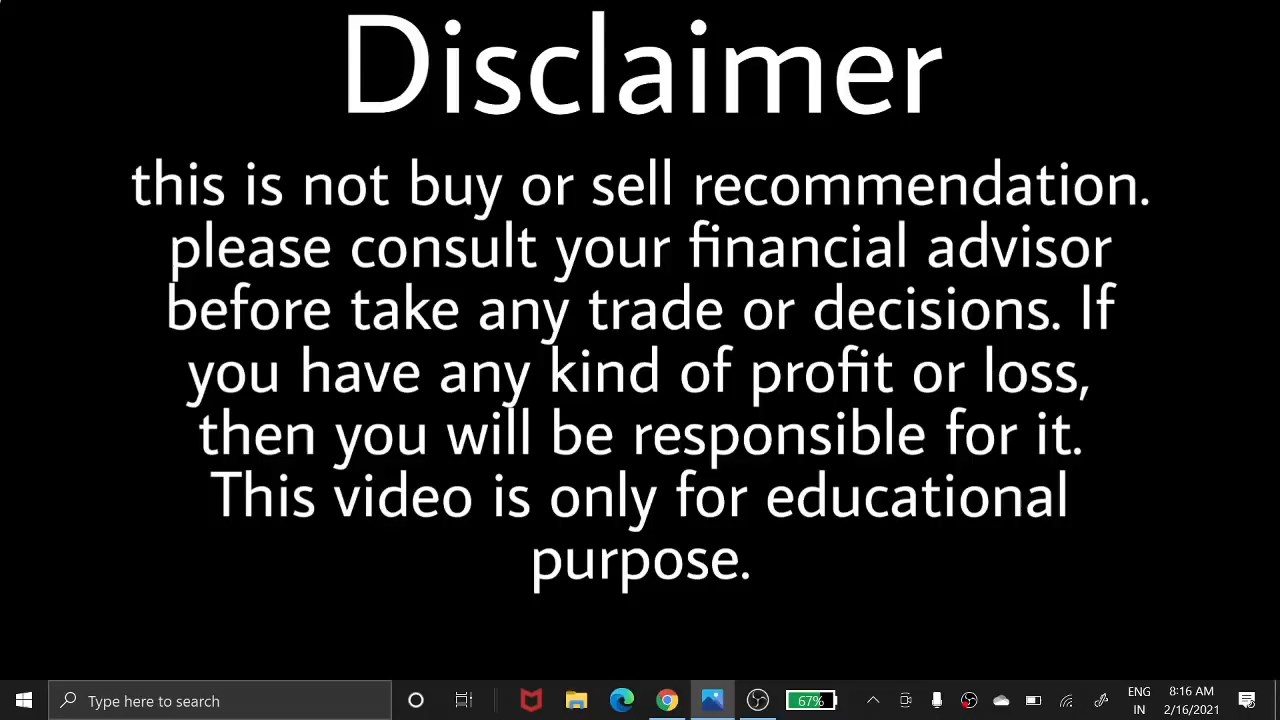 Disclaimer
this is not buy or sell recommendation.
please consult your financial advisor
before take any trade or decisions. If
you have any kind of profit or loss,
then you will be responsible for it.
This video is only for educational
purpose.
Type here to search
67%
ENG
IN
8:16 AM
2/16/2021